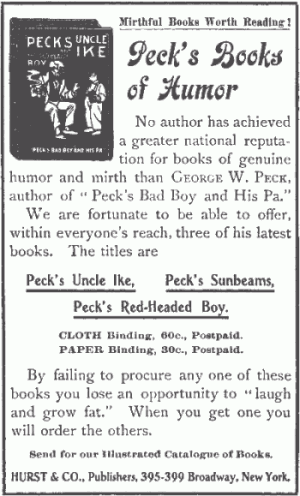 Mirthful Books Worth Reading!
PECK'S UNCLE
IKE
BOY
PECK'S BAD BOY AND HIS PA.
Peck's Books
of Humor
No author has achieved
a greater national reputa-
tion for books of genuine
humor and mirth than GEORGE W. PECK,
author of "Peck's Bad Boy and His Pa."
We are fortunate to be able to offer,
within everyone's reach, three of his latest
books. The titles are
Peck's Uncle Ike, Peck's Sunbeams,
Peck's Red-Headed Boy.
CLOTH Binding, 60c., Postpaid.
PAPER Binding, 30c., Postpaid.
By failing to procure any one of these
books you lose an opportunity to "laugh
and grow fat." When you get one you
will order the others.
Send for our Illustrated Catalogue of Books.
HURST & CO., Publishers, 395-399 Broadway, New York.